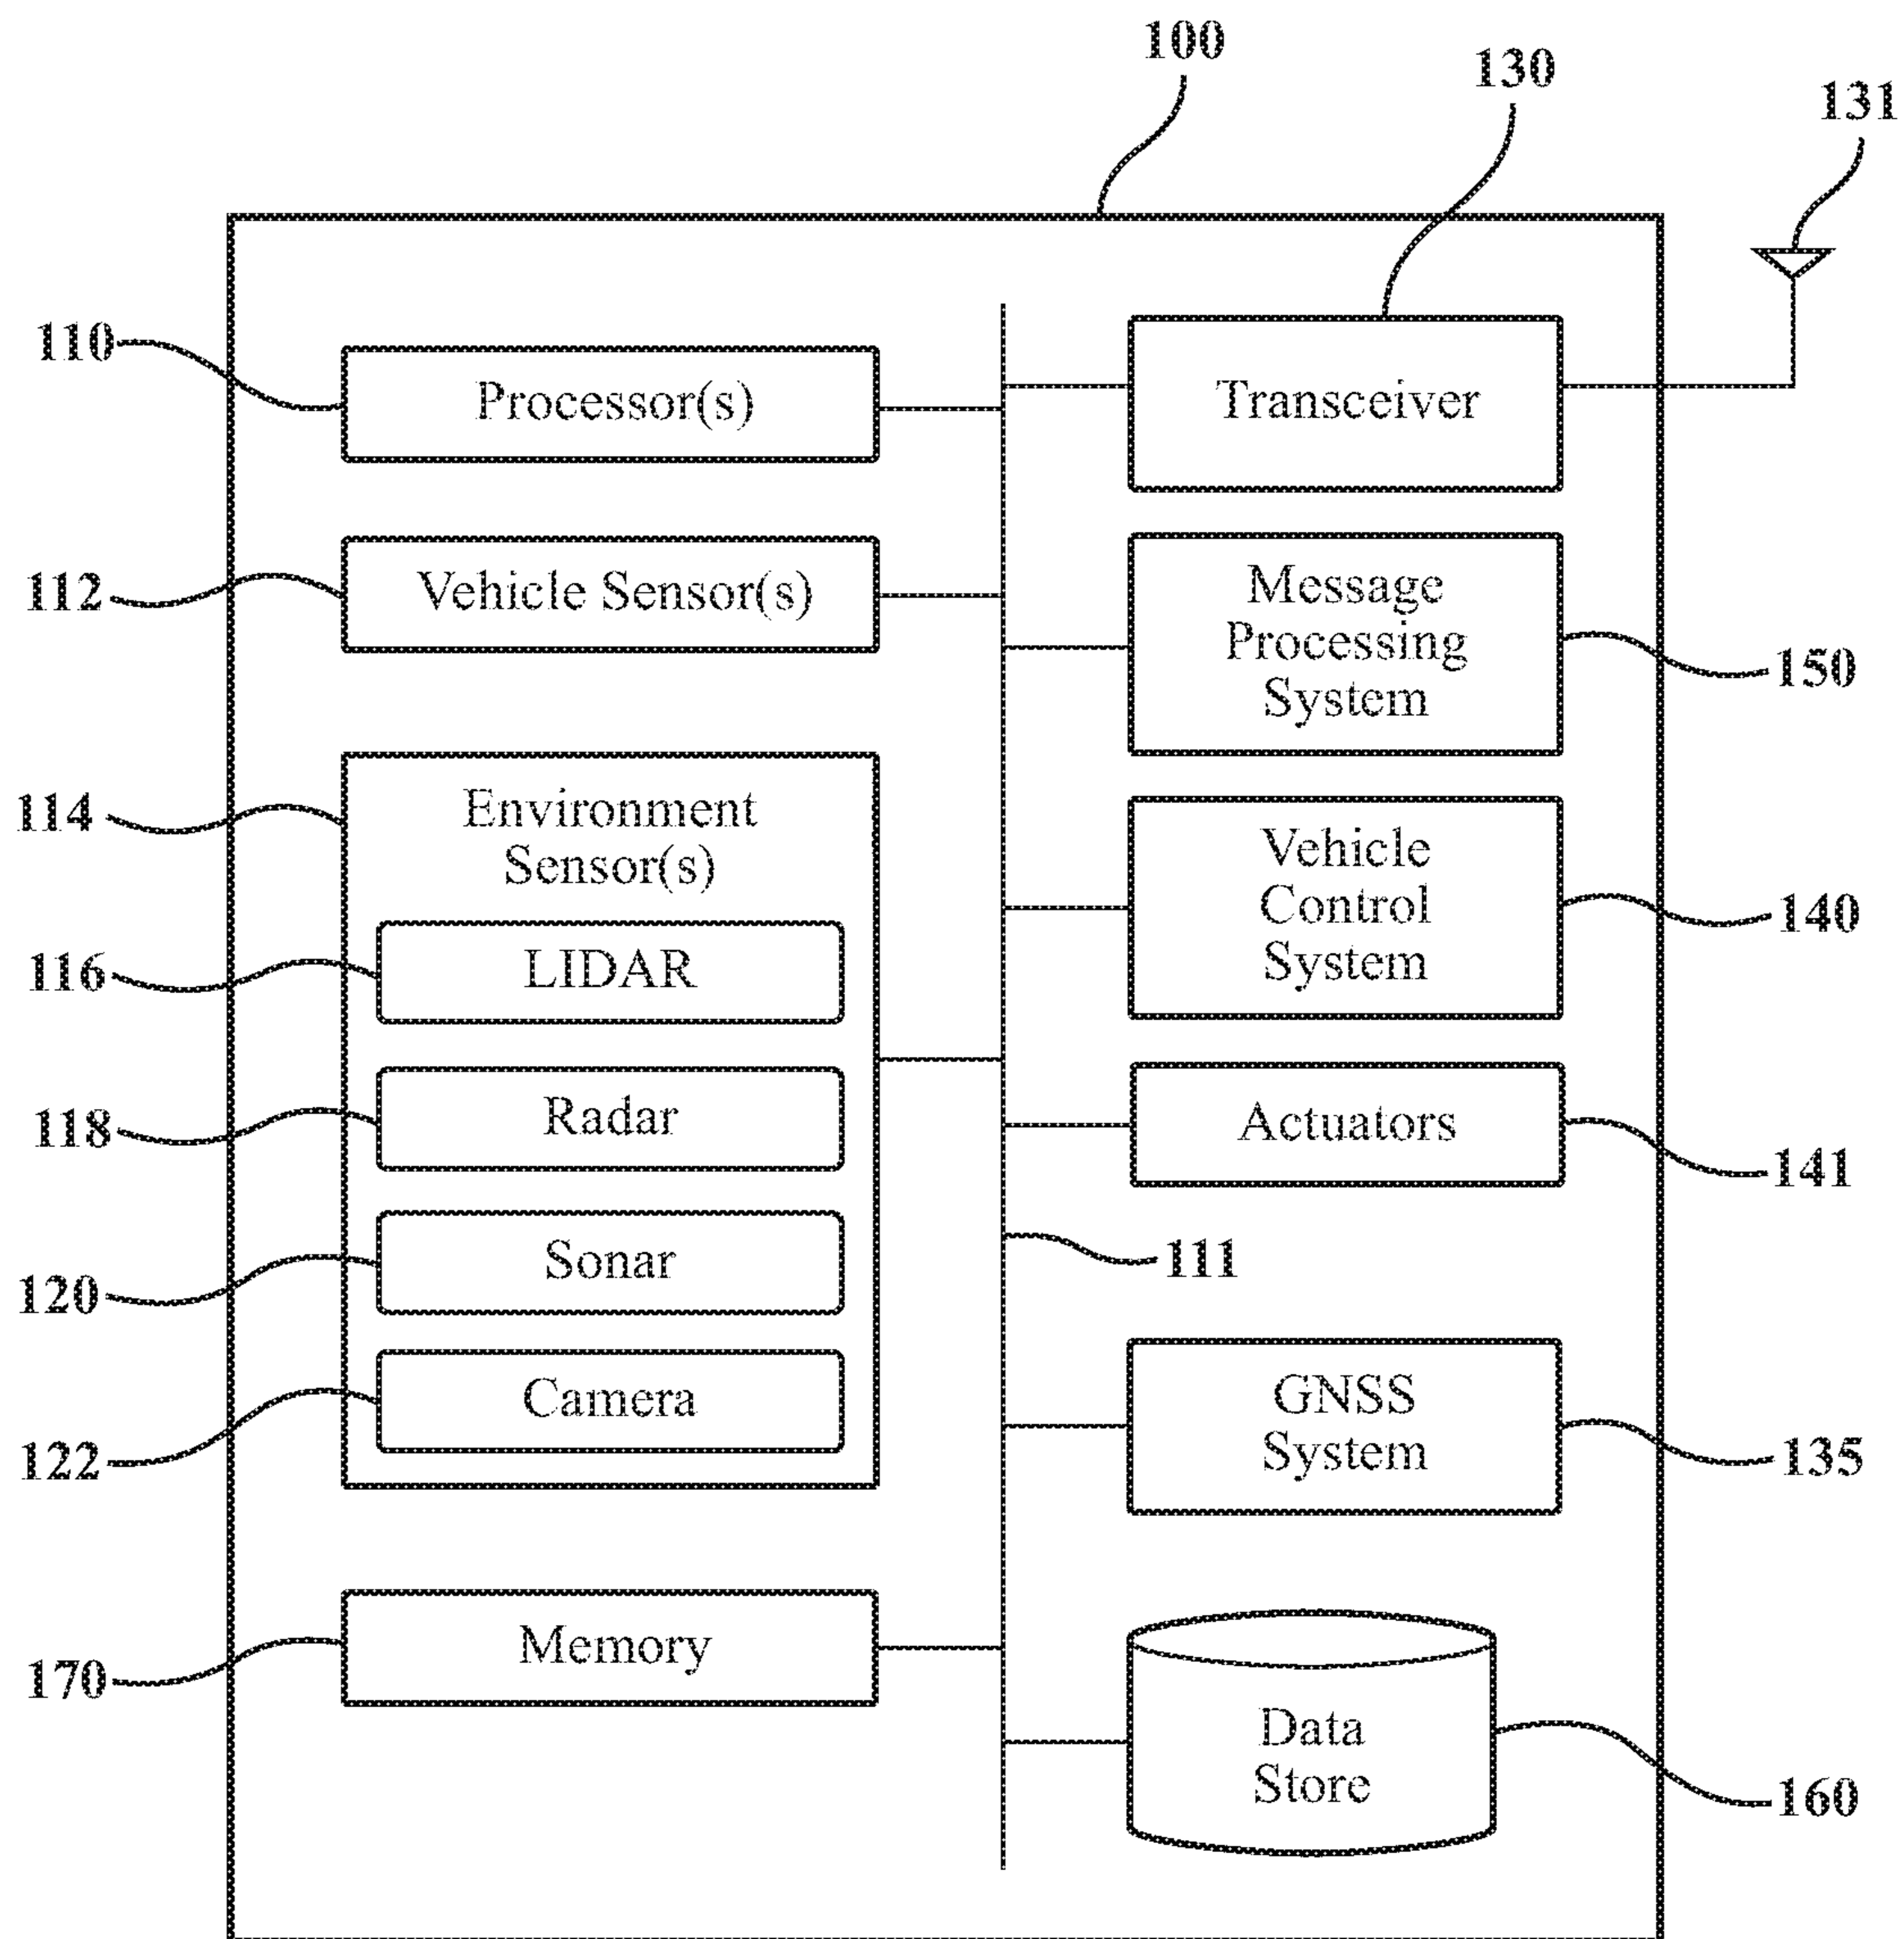 100
130
131
110
Processor(s)
Transceiver
112
Vehicle Sensor(s)
Message
Processing
System
150
114
Environment
Sensor(s)
Vehicle
Control
System
140
116
LIDAR
118
Radar
Actuators
141
120
Sonar
111
122
Camera
GNSS
System
135
170
Memory
Data
Store
160